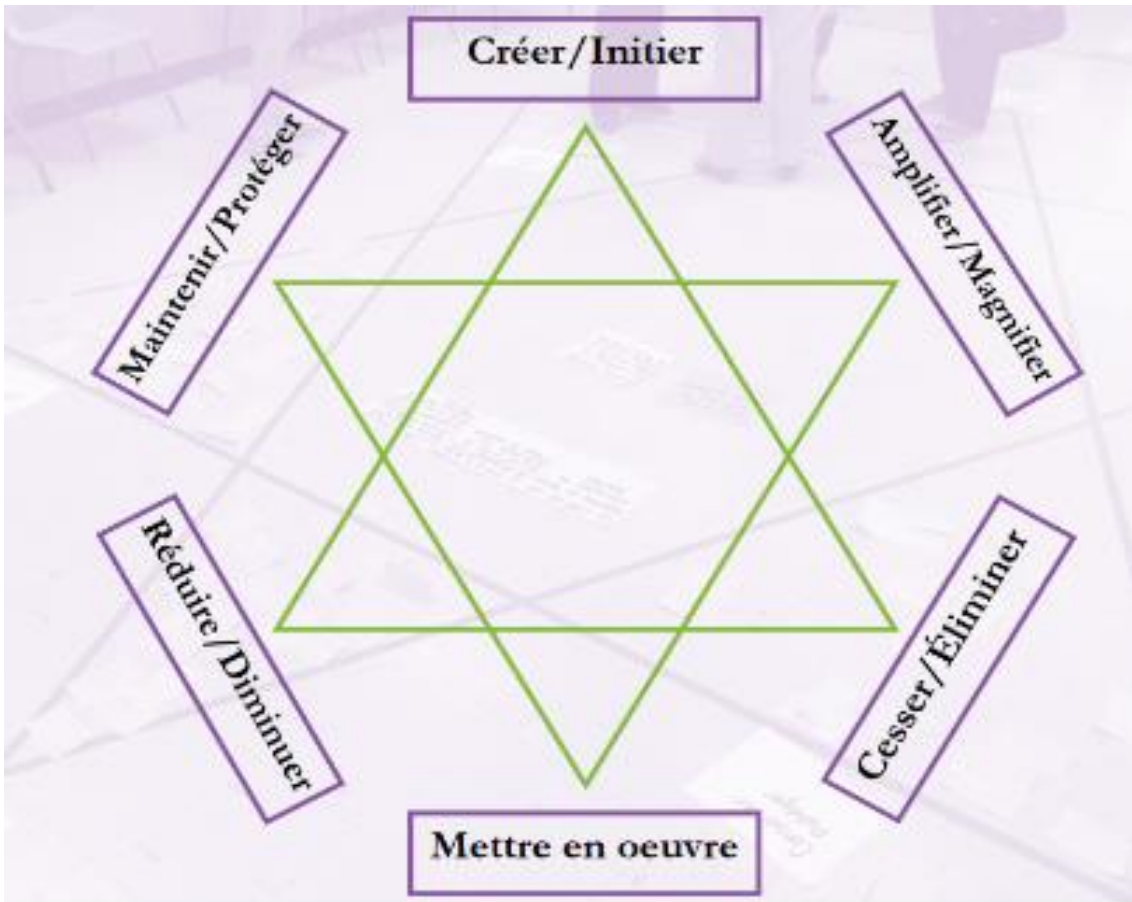 Créer/Initier
Amplifier/Magnifier
Cesser/Éliminer
Mettre en oeuvre
Réduire/Diminuer
Maintenir/Protéger